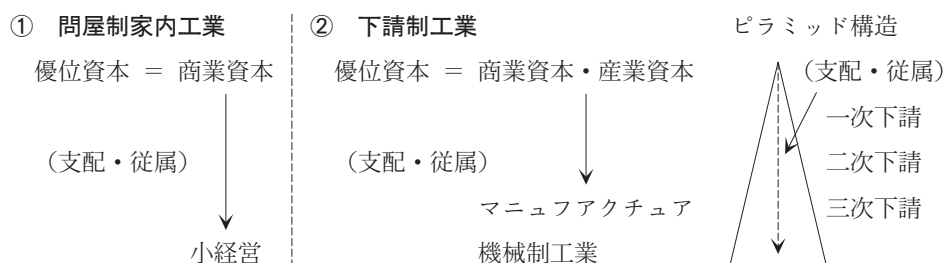 ① 問屋制家内工業
優位資本 = 商業資本
（支配・従属）
小経営
② 下請制工業
優位資本 = 商業資本・産業資本
（支配・従属）
マニュファクチュア
機械制工業
ピラミッド構造
（支配・従属）
一次下請
二次下請
三次下請